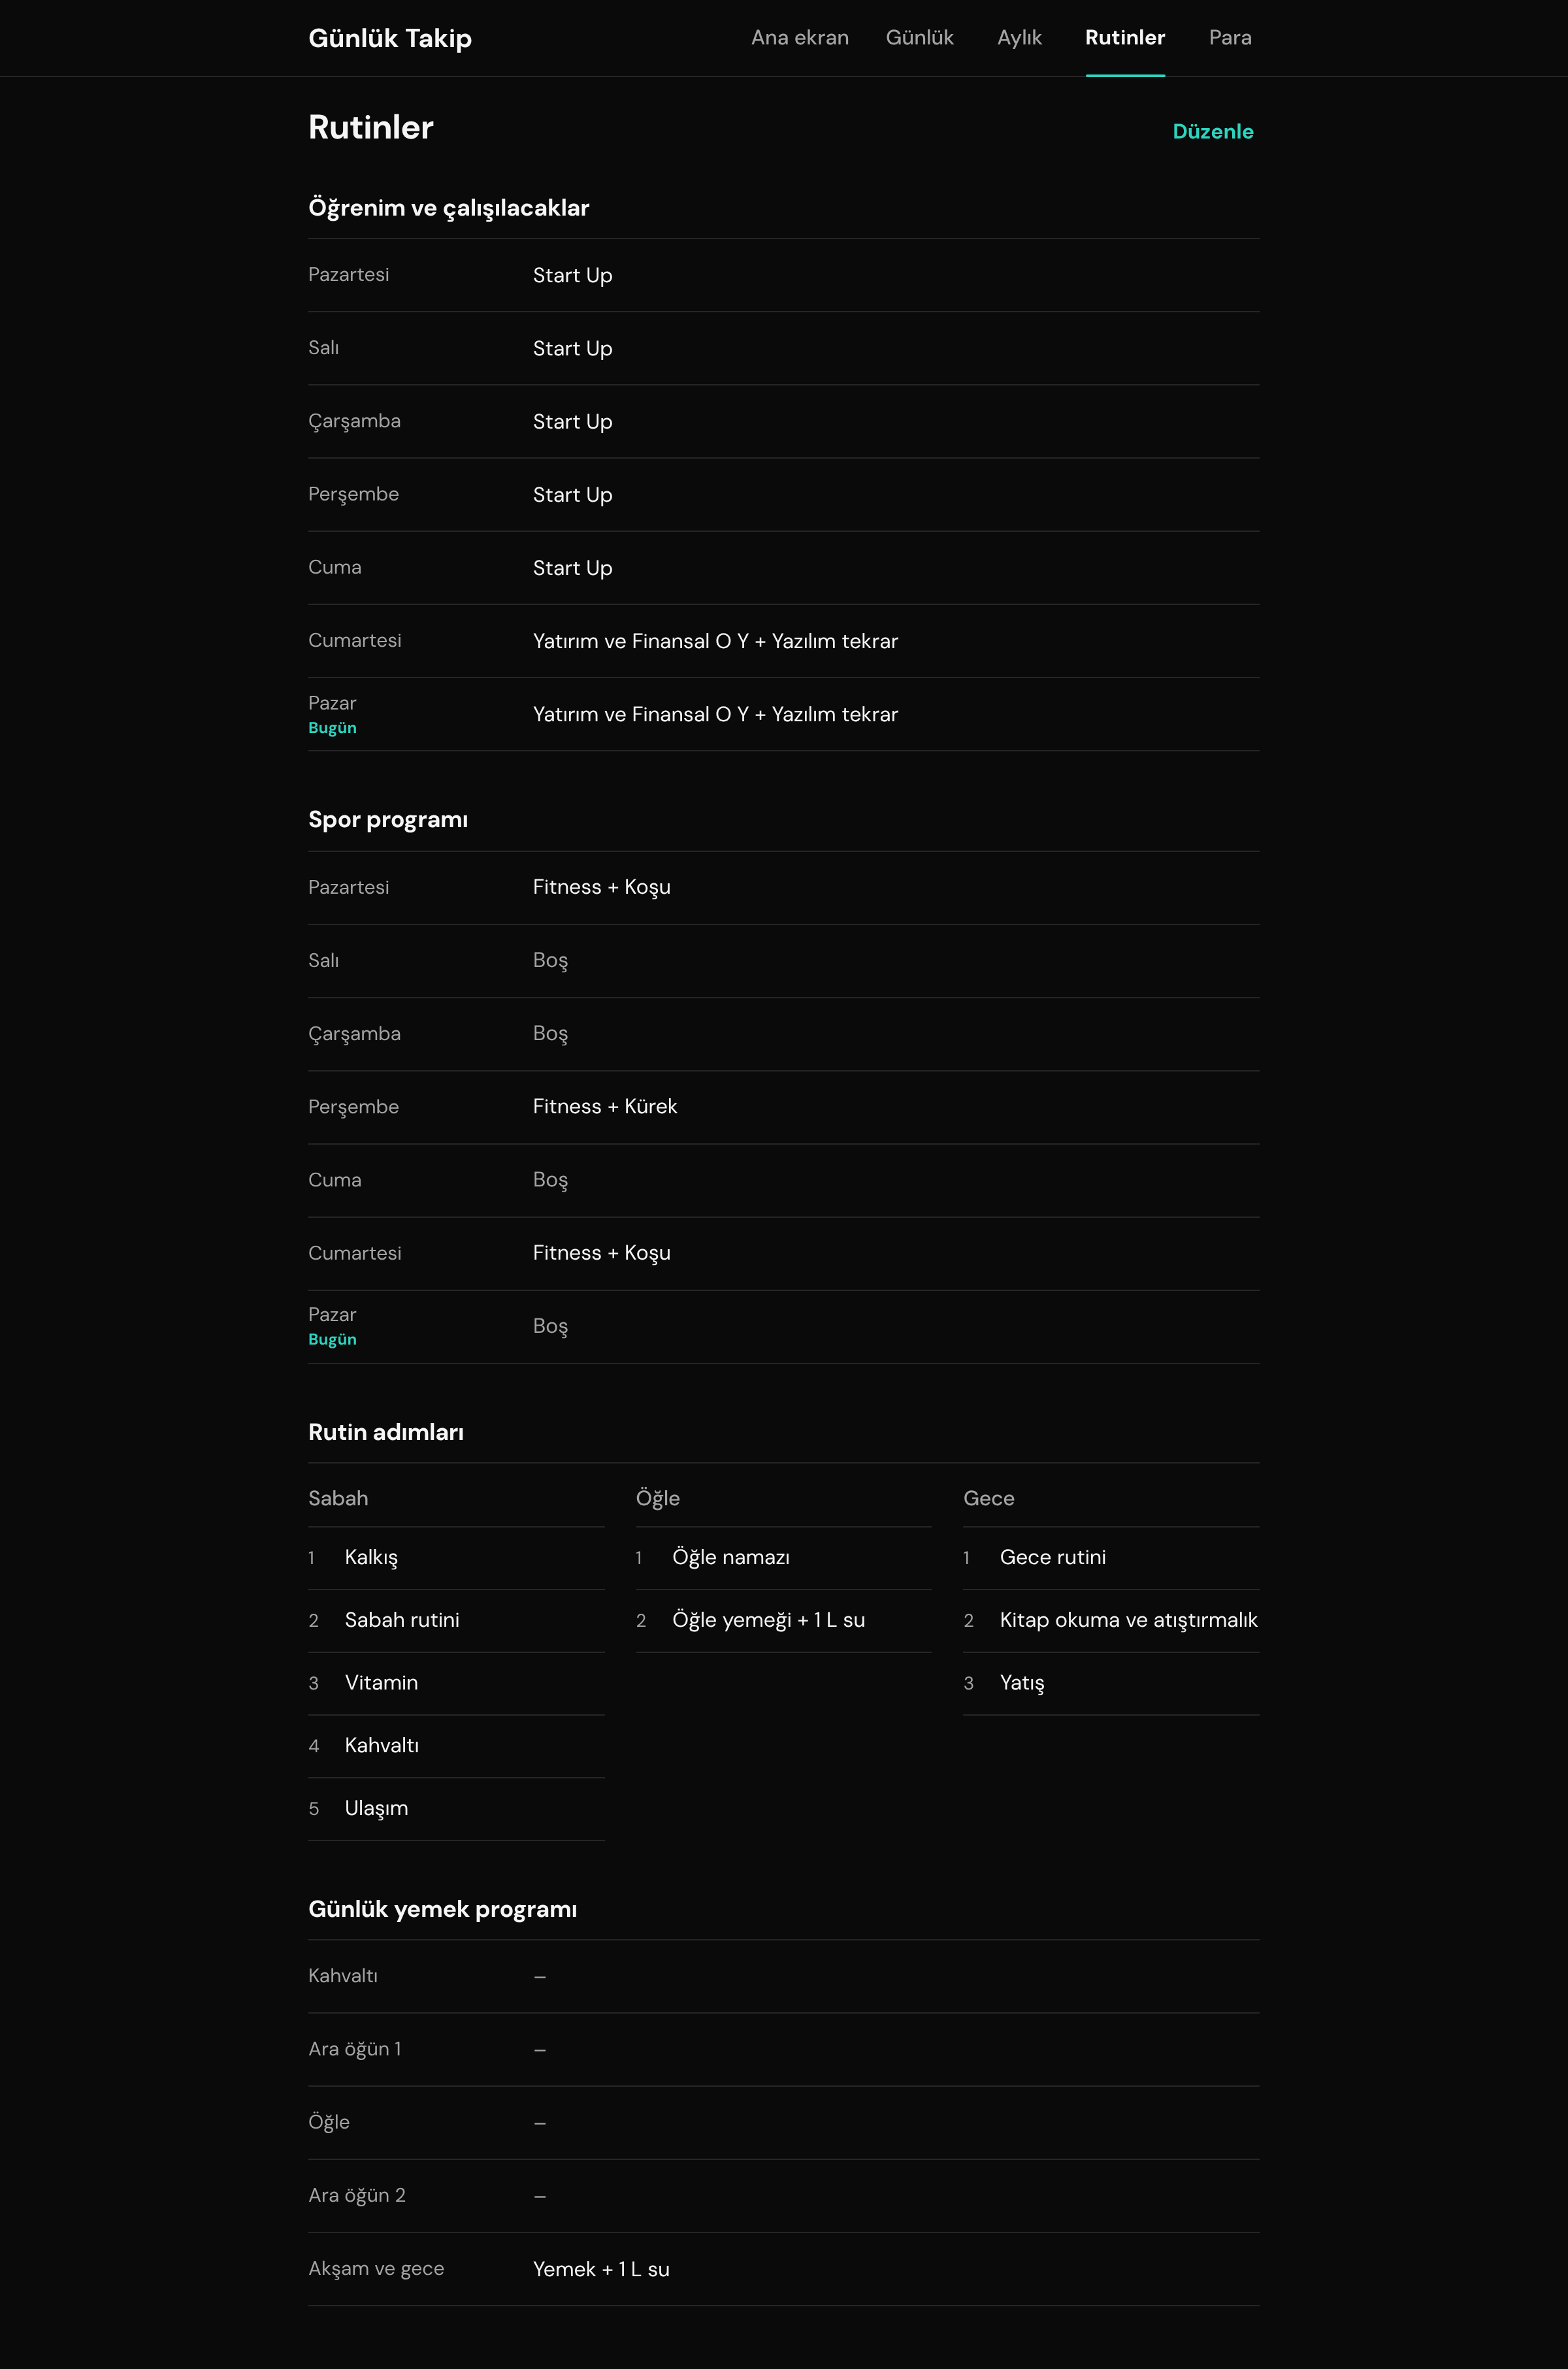 Günlük Takip
Ana ekran Günlük Aylık Rutinler Para
Rutinler
Düzenle
Öğrenim ve çalışılacaklar
Pazartesi Start Up
Salı Start Up
Çarşamba Start Up
Perşembe Start Up
Cuma Start Up
Cumartesi Yatırım ve Finansal O Y + Yazılım tekrar
Pazar
Bugün
Yatırım ve Finansal O Y + Yazılım tekrar
Spor programı
Pazartesi Fitness + Koşu
Salı Boş
Çarşamba Boş
Perşembe Fitness + Kürek
Cuma Boş
Cumartesi Fitness + Koşu
Pazar
Bugün
Boş
Rutin adımları
Sabah
1 Kalkış
2 Sabah rutini
3 Vitamin
4 Kahvaltı
5 Ulaşım
Öğle
1 Öğle namazı
2 Öğle yemeği + 1 L su
Gece
1 Gece rutini
2 Kitap okuma ve atıştırmalık
3 Yatış
Günlük yemek programı
Kahvaltı –
Ara öğün 1 –
Öğle –
Ara öğün 2 –
Akşam ve gece Yemek + 1 L su